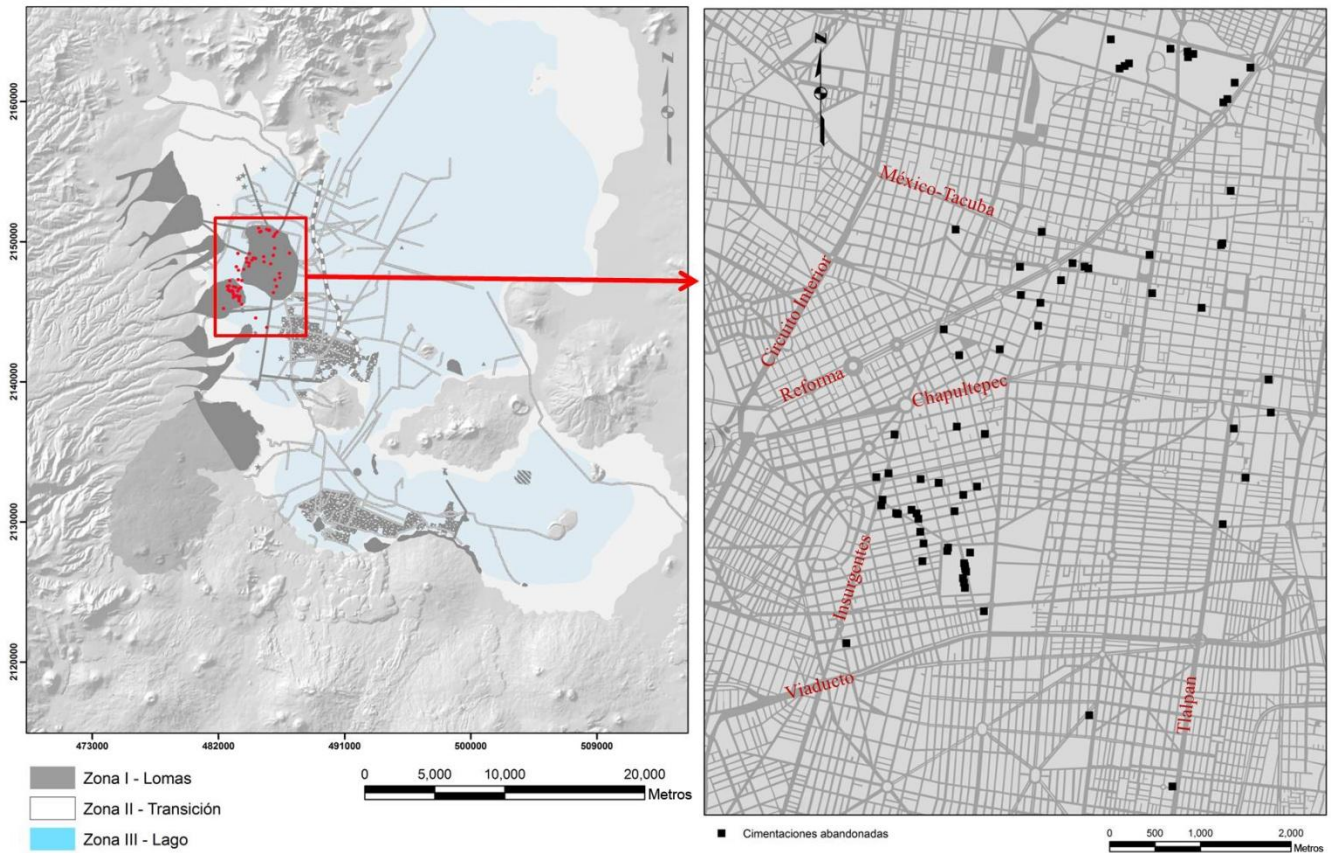 N
2160000
2150000
2140000
2130000
2120000
473000
482000
491000
500000
509000
Zona I - Lomas
Zona II - Transición
Zona III - Lago
0
5,000
10,000
20,000
Metros
N
México-Tacuba
Circuito Interior
Reforma
Chapultepec
Insurgentes
Viaducto
Tlalpan
Cimentaciones abandonadas
0
500
1,000
2,000
Metros